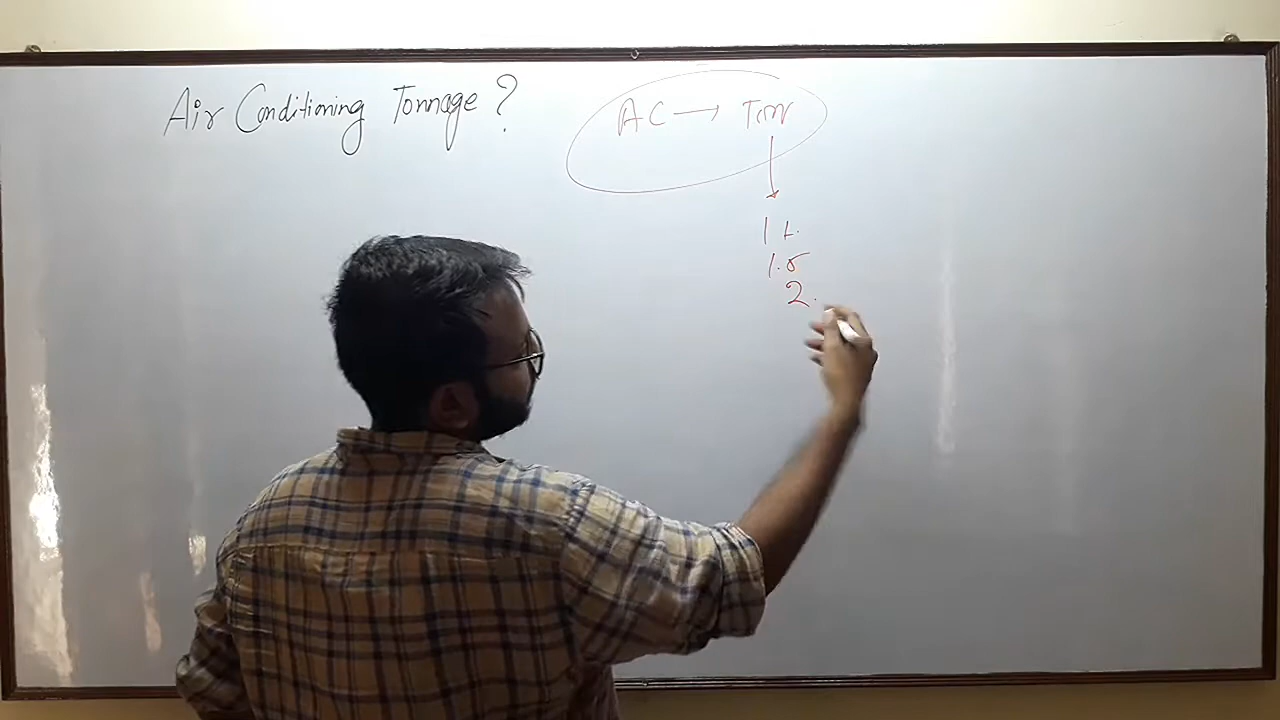 Air Conditioning Tonnage ?
AC → Ton
1 t.
1.5
2.